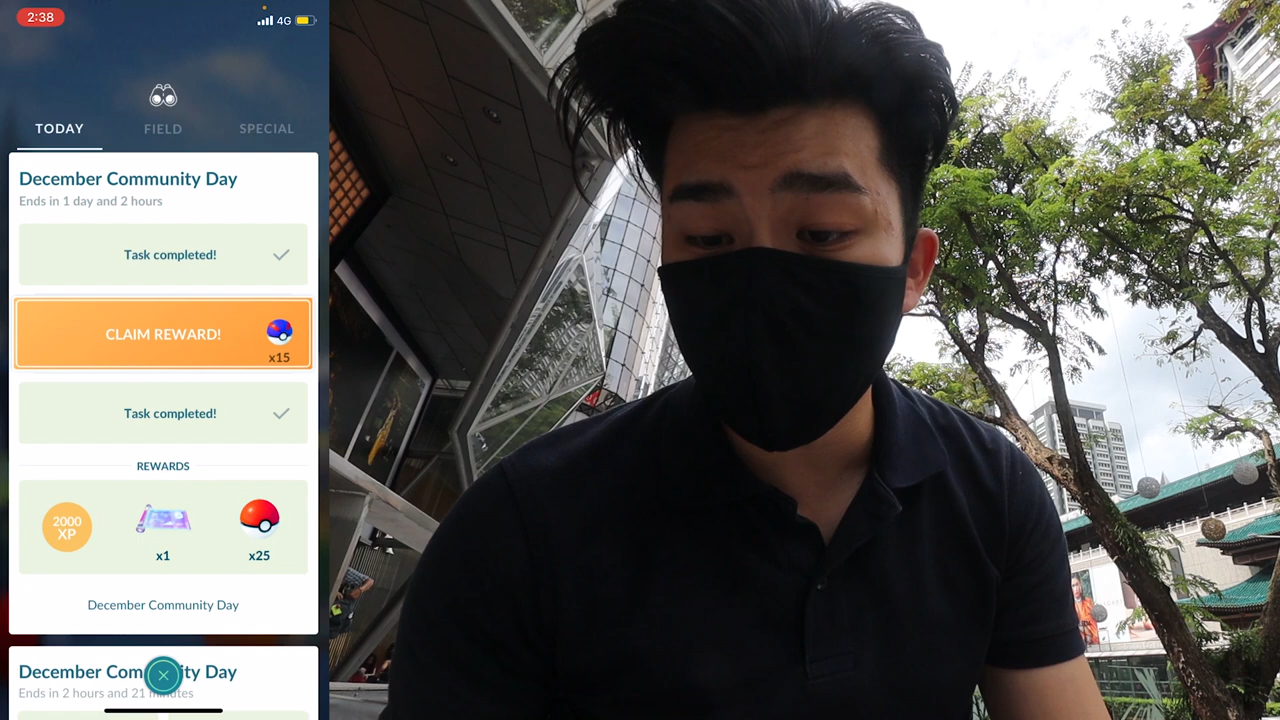 2:38
4G
TODAY
FIELD
SPECIAL
December Community Day
Ends in 1 day and 2 hours
Task completed!
CLAIM REWARD!
x15
Task completed!
REWARDS
2000
XP
x1
x25
December Community Day
December Com ity Day
Ends in 2 hours and 21 minutes